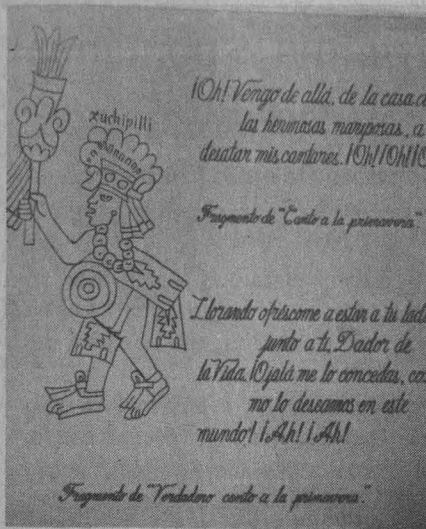 xuchipilli
¡Oh! Vengo de allá, de la casa de
las hermosas mariposas, a
desatar mis cantares. ¡Oh! ¡Oh!
Fragmento de "Canto a la primavera."
Llorando ofréscome a estar a tu lado
junto a ti, Dador de
la Vida. ¡Ojalá me lo concedas, co
mo lo deseamos en este
mundo! ¡Ah! ¡Ah!
Fragmento de "Verdadero canto a la primavera."